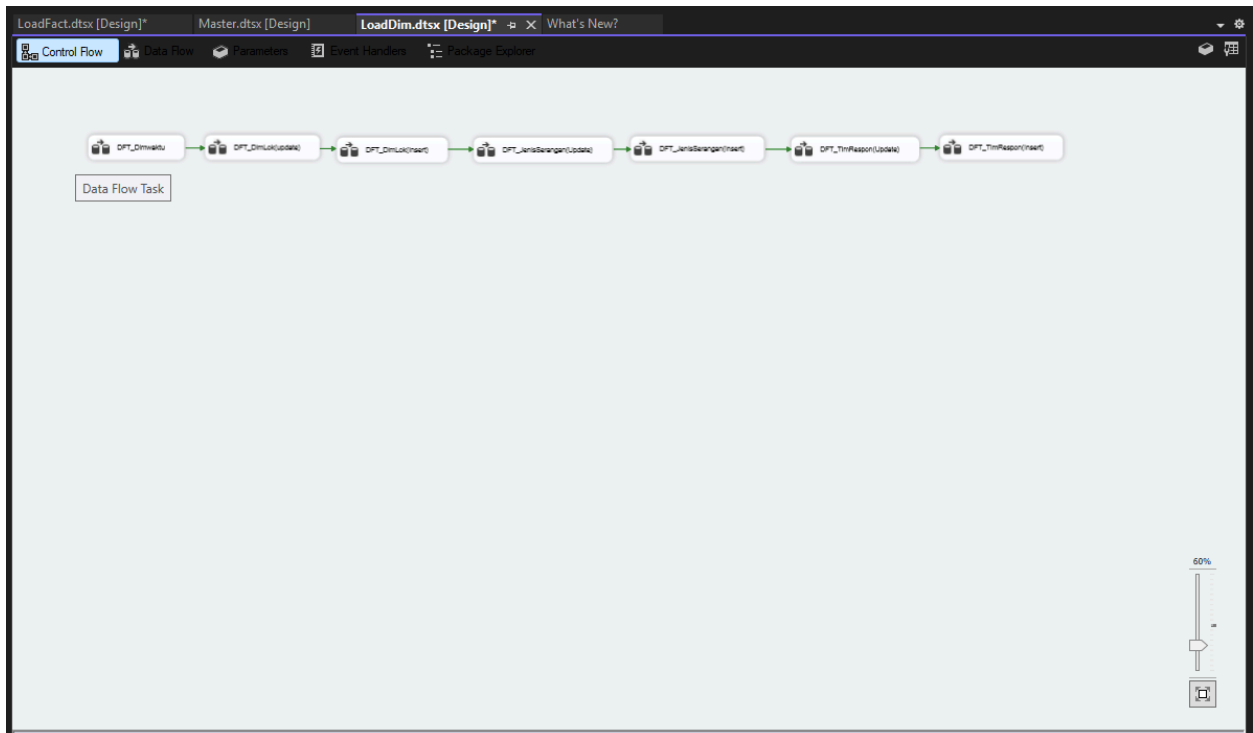 LoadFact.dtsx [Design]* Master.dtsx [Design] LoadDim.dtsx [Design]* What's New?
Control Flow Data Flow Parameters Event Handlers Package Explorer
DFT_Dimwaktu DFT_DimLok(update) DFT_DimLok(Insert) DFT_JenisSerangan(Update) DFT_JenisSerangan(Insert) DFT_TimRespon(Update) DFT_TimRespon(Insert)
Data Flow Task
60%